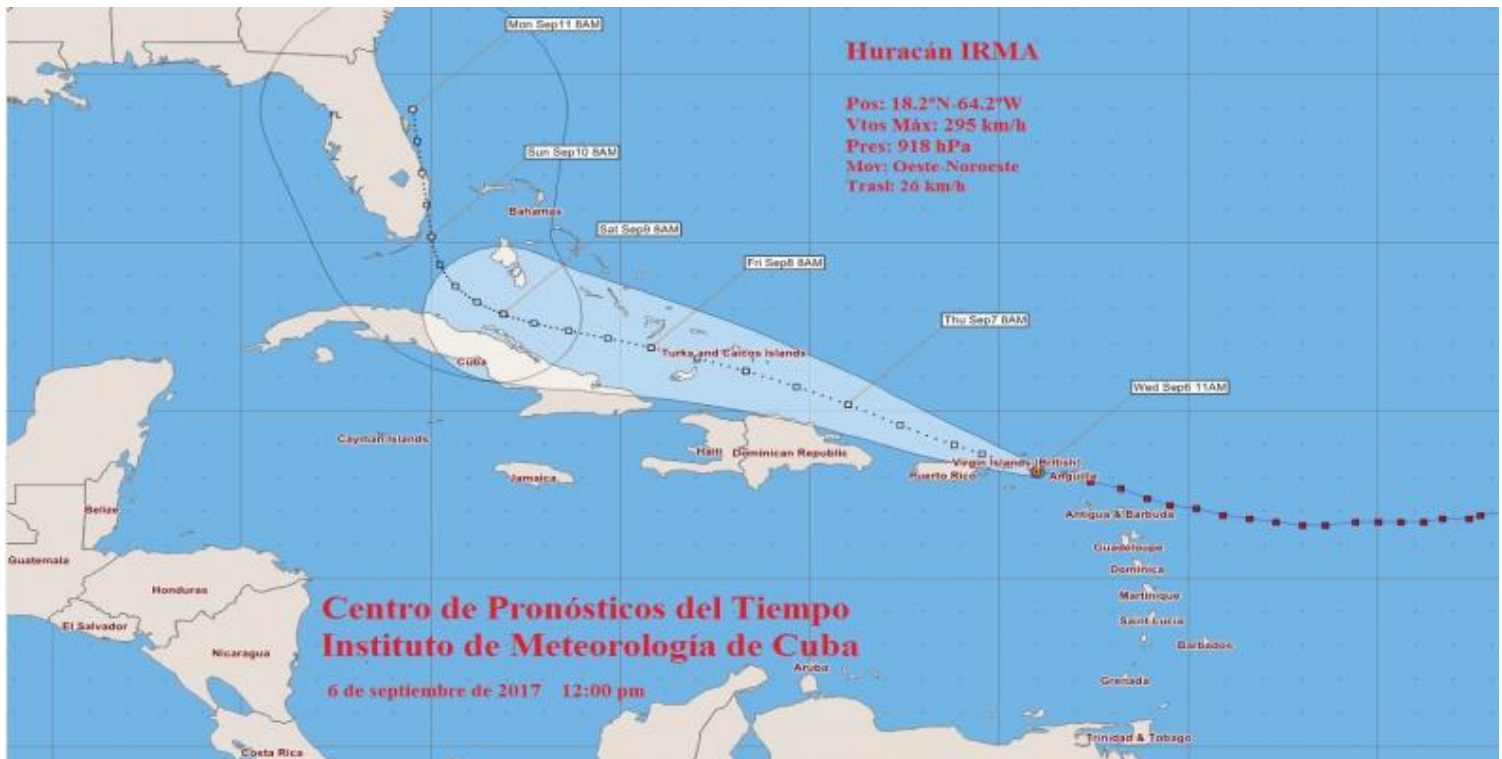 Mon Sep11 8AM
Huracán IRMA
Pos: 18.2ºN-64.2ºW
Vtos Máx: 295 km/h
Pres: 918 hPa
Mov: Oeste-Noroeste
Trasl: 26 km/h
FL
Sun Sep10 8AM
Bahamas
Sat Sep9 8AM
Fri Sep8 8AM
Thu Sep7 8AM
Turks and Caicos Islands
Cuba
Wed Sep6 11AM
Cayman Islands
Haiti
Dominican Republic
Jamaica
Puerto Rico
Virgin Islands (British)
Anguilla
Belize
Antigua & Barbuda
Guadeloupe
Guatemala
Dominica
Honduras
Martinique
El Salvador
Saint Lucia
Nicaragua
Barbados
Centro de Pronósticos del Tiempo
Instituto de Meteorología de Cuba
6 de septiembre de 2017 12:00 pm
Aruba
Grenada
Costa Rica
Trinidad & Tobago